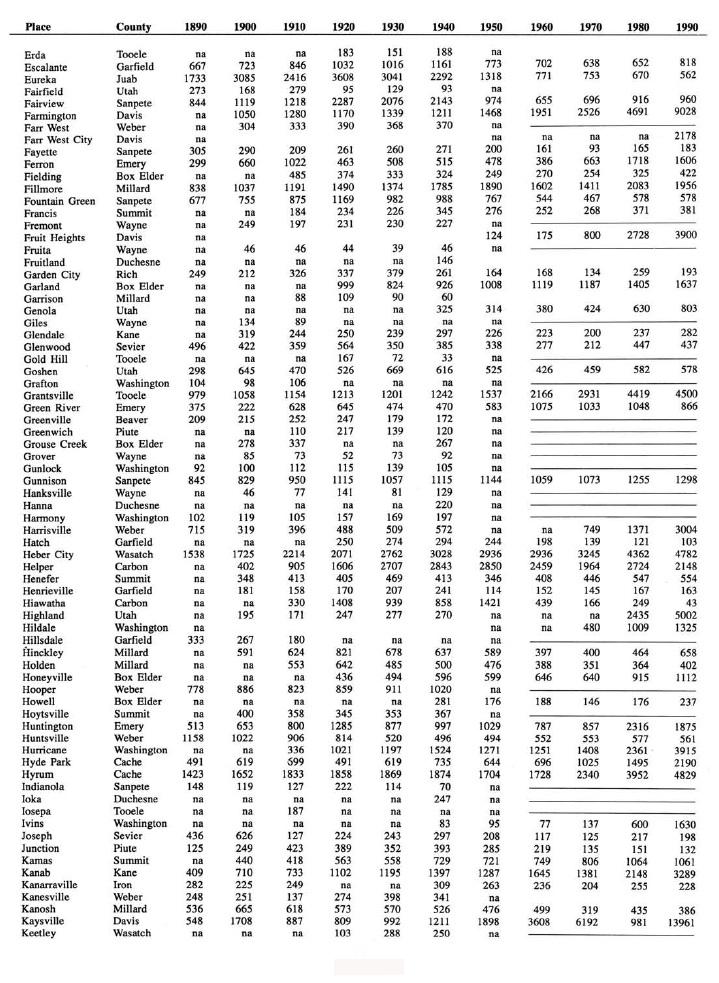 Place County 1890 1900 1910 1920 1930 1940 1950 1960 1970 1980 1990
Erda Tooele na na na 183 151 188 na
Escalante Garfield 667 723 846 1032 1016 1161 773 702 638 652 818
Eureka Juab 1733 3085 2416 3608 3041 2292 1318 771 753 670 562
Fairfield Utah 273 168 279 95 129 93 na
Fairview Sanpete 844 1119 1218 2287 2076 2143 974 655 696 916 960
Farmington Davis na 1050 1280 1170 1339 1211 1468 1951 2526 4691 9028
Farr West Weber na 304 333 390 368 370 na
Farr West City Davis na na na na na 2178
Fayette Sanpete 305 290 209 261 260 271 200 161 93 165 183
Ferron Emery 299 660 1022 463 508 515 478 386 663 1718 1606
Fielding Box Elder na na 485 374 333 324 249 270 254 325 422
Fillmore Millard 838 1037 1191 1490 1374 1785 1890 1602 1411 2083 1956
Fountain Green Sanpete 677 755 875 1169 982 988 767 544 467 578 578
Francis Summit na na 184 234 226 345 276 252 268 371 381
Fremont Wayne na 249 197 231 230 227 na
Fruit Heights Davis na 124 175 800 2728 3900
Fruita Wayne na 46 46 44 39 46 na
Fruitland Duchesne na na na na na 146
Garden City Rich 249 212 326 337 379 261 164 168 134 259 193
Garland Box Elder na na na 999 824 926 1008 1119 1187 1405 1637
Garrison Millard na na 88 109 90 60
Genola Utah na na na na na 325 314 380 424 630 803
Giles Wayne na 134 89 na na na na
Glendale Kane na 319 244 250 239 297 226 223 200 237 282
Glenwood Sevier 496 422 359 564 350 385 338 277 212 447 437
Gold Hill Tooele na na na 167 72 33 na
Goshen Utah 298 645 470 526 669 616 525 426 459 582 578
Grafton Washington 104 98 106 na na na na
Grantsville Tooele 979 1058 1154 1213 1201 1242 1537 2166 2931 4419 4500
Green River Emery 375 222 628 645 474 470 583 1075 1033 1048 866
Greenville Beaver 209 215 252 247 179 172 na
Greenwich Piute na na 110 217 139 120 na
Grouse Creek Box Elder na 278 337 na na 267 na
Grover Wayne na 85 73 52 73 92 na
Gunlock Washington 92 100 112 115 139 105 na
Gunnison Sanpete 845 829 950 1115 1057 1115 1144 1059 1073 1255 1298
Hanksville Wayne na 46 77 141 81 129 na
Hanna Duchesne na na na na na 220 na
Harmony Washington 102 119 105 157 169 197 na
Harrisville Weber 715 319 396 488 509 572 na na 749 1371 3004
Hatch Garfield na na na 250 274 294 244 198 139 121 103
Heber City Wasatch 1538 1725 2214 2071 2762 3028 2936 2936 3245 4362 4782
Helper Carbon na 402 905 1606 2707 2843 2850 2459 1964 2724 2148
Henefer Summit na 348 413 405 469 413 346 408 446 547 554
Henrieville Garfield na 181 158 170 207 241 114 152 145 167 163
Hiawatha Carbon na na 330 1408 939 858 1421 439 166 249 43
Highland Utah na 195 171 247 277 270 na na na 2435 5002
Hildale Washington na na na 480 1009 1325
Hillsdale Garfield 333 267 180 na na na na
Hinckley Millard na 591 624 821 678 637 589 397 400 464 658
Holden Millard na na 553 642 485 500 476 388 351 364 402
Honeyville Box Elder na na na 436 494 596 599 646 640 915 1112
Hooper Weber 778 886 823 859 911 1020 na
Howell Box Elder na na na na na 281 176 188 146 176 237
Hoytsville Summit na 400 358 345 353 367 na
Huntington Emery 513 653 800 1285 877 997 1029 787 857 2316 1875
Huntsville Weber 1158 1022 906 814 520 496 494 552 553 577 561
Hurricane Washington na na 336 1021 1197 1524 1271 1251 1408 2361 3915
Hyde Park Cache 491 619 699 491 619 735 644 696 1025 1495 2190
Hyrum Cache 1423 1652 1833 1858 1869 1874 1704 1728 2340 3952 4829
Indianola Sanpete 148 119 127 222 114 70 na
Ioka Duchesne na na na na na 247 na
Iosepa Tooele na na 187 na na na na
Ivins Washington na na na na na 83 95 77 137 600 1630
Joseph Sevier 436 626 127 224 243 297 208 117 125 217 198
Junction Piute 125 249 423 389 352 393 285 219 135 151 132
Kamas Summit na 440 418 563 558 729 721 749 806 1064 1061
Kanab Kane 409 710 733 1102 1195 1397 1287 1645 1381 2148 3289
Kanarraville Iron 282 225 249 na na 309 263 236 204 255 228
Kanesville Weber 248 251 137 274 398 341 na
Kanosh Millard 536 665 618 573 570 526 476 499 319 435 386
Kaysville Davis 548 1708 887 809 992 1211 1898 3608 6192 981 13961
Keetley Wasatch na na na 103 288 250 na